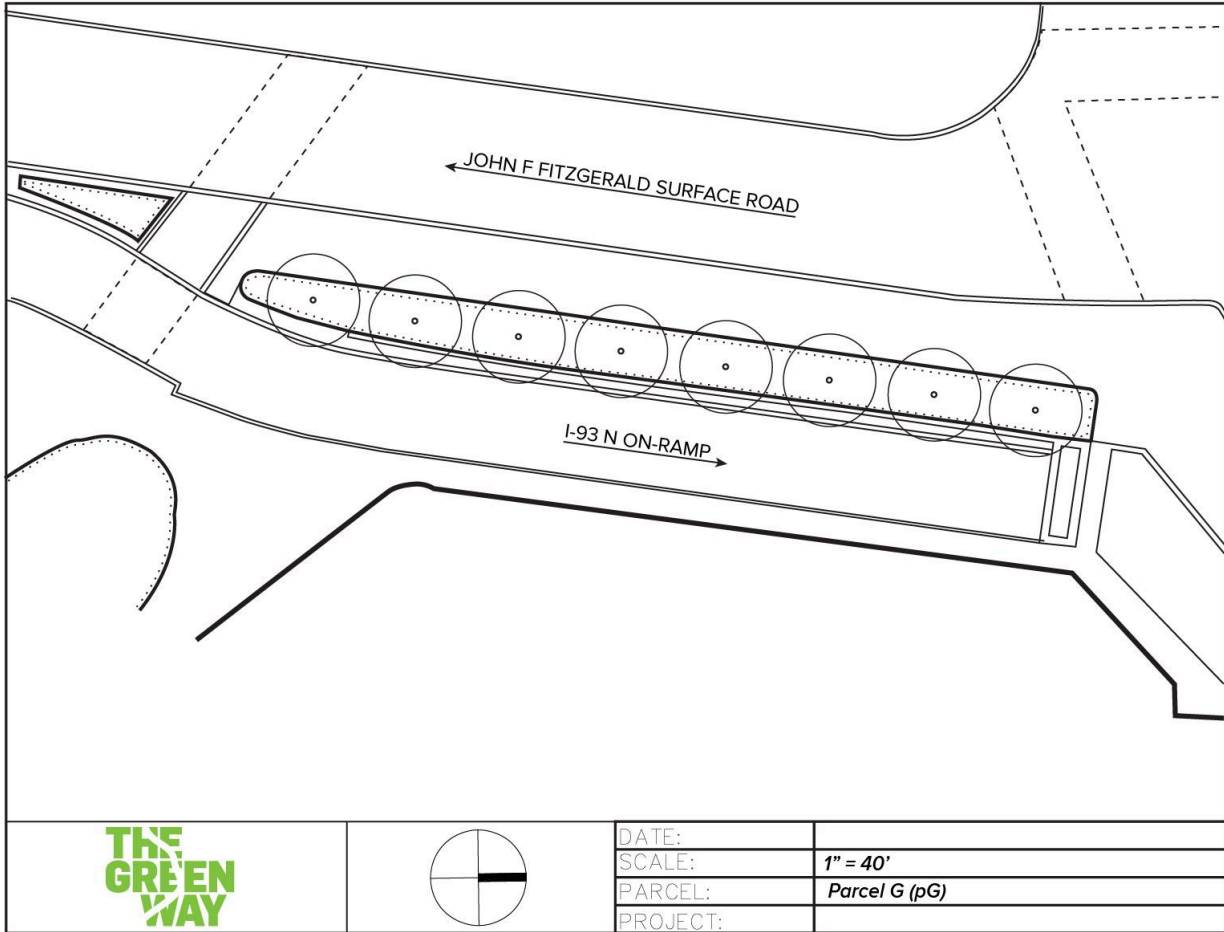 JOHN F FITZGERALD SURFACE ROAD
I-93 N ON-RAMP
THE
GREEN
WAY
DATE:
SCALE: 1" = 40'
PARCEL: Parcel G (pG)
PROJECT: